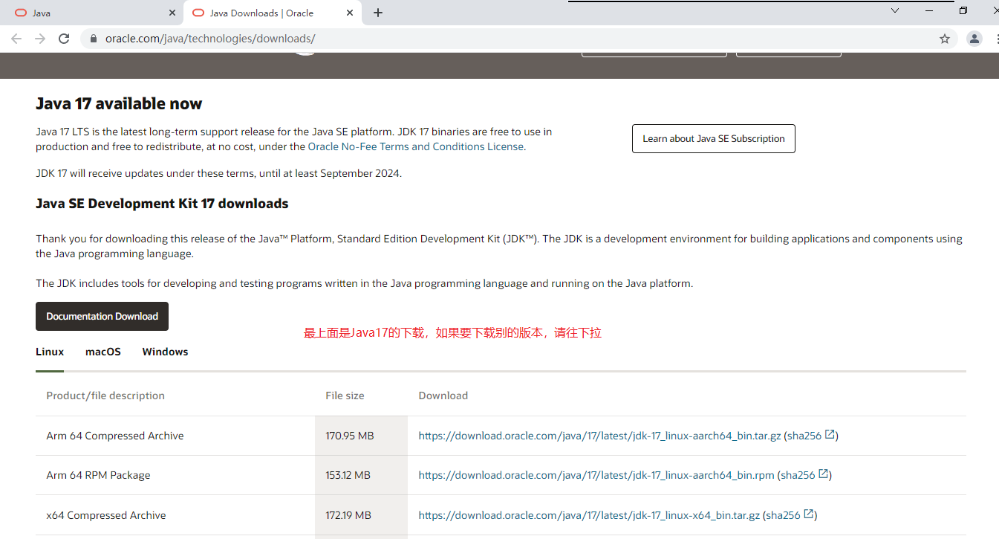 Java
Java Downloads | Oracle
oracle.com/java/technologies/downloads/
Java 17 available now
Java 17 LTS is the latest long-term support release for the Java SE platform. JDK 17 binaries are free to use in
production and free to redistribute, at no cost, under the Oracle No-Fee Terms and Conditions License.
Learn about Java SE Subscription
JDK 17 will receive updates under these terms, until at least September 2024.
Java SE Development Kit 17 downloads
Thank you for downloading this release of the Java™ Platform, Standard Edition Development Kit (JDK™). The JDK is a development environment for building applications and components using
the Java programming language.
The JDK includes tools for developing and testing programs written in the Java programming language and running on the Java platform.
Documentation Download
最上面是Java17的下载，如果要下载别的版本，请往下拉
Linux macOS Windows
Product/file description File size Download
Arm 64 Compressed Archive 170.95 MB https://download.oracle.com/java/17/latest/jdk-17_linux-aarch64_bin.tar.gz (sha256)
Arm 64 RPM Package 153.12 MB https://download.oracle.com/java/17/latest/jdk-17_linux-aarch64_bin.rpm (sha256)
x64 Compressed Archive 172.19 MB https://download.oracle.com/java/17/latest/jdk-17_linux-x64_bin.tar.gz (sha256)